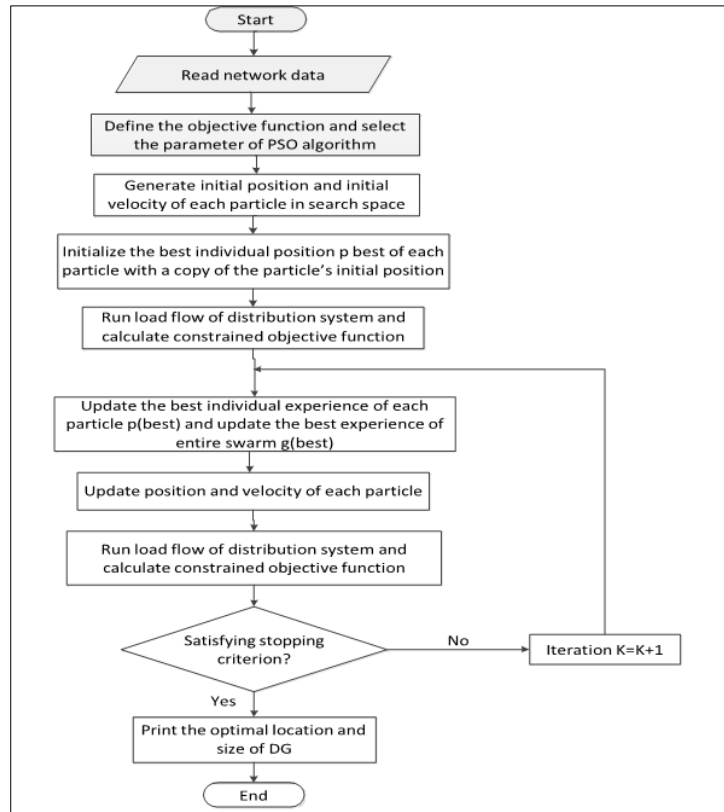 Start
Read network data
Define the objective function and select
the parameter of PSO algorithm
Generate initial position and initial
velocity of each particle in search space
Initialize the best individual position p best of each
particle with a copy of the particle's initial position
Run load flow of distribution system and
calculate constrained objective function
Update the best individual experience of each
particle p(best) and update the best experience of
entire swarm g(best)
Update position and velocity of each particle
Run load flow of distribution system and
calculate constrained objective function
Satisfying stopping
criterion?
No
Iteration K=K+1
Yes
Print the optimal location and
size of DG
End